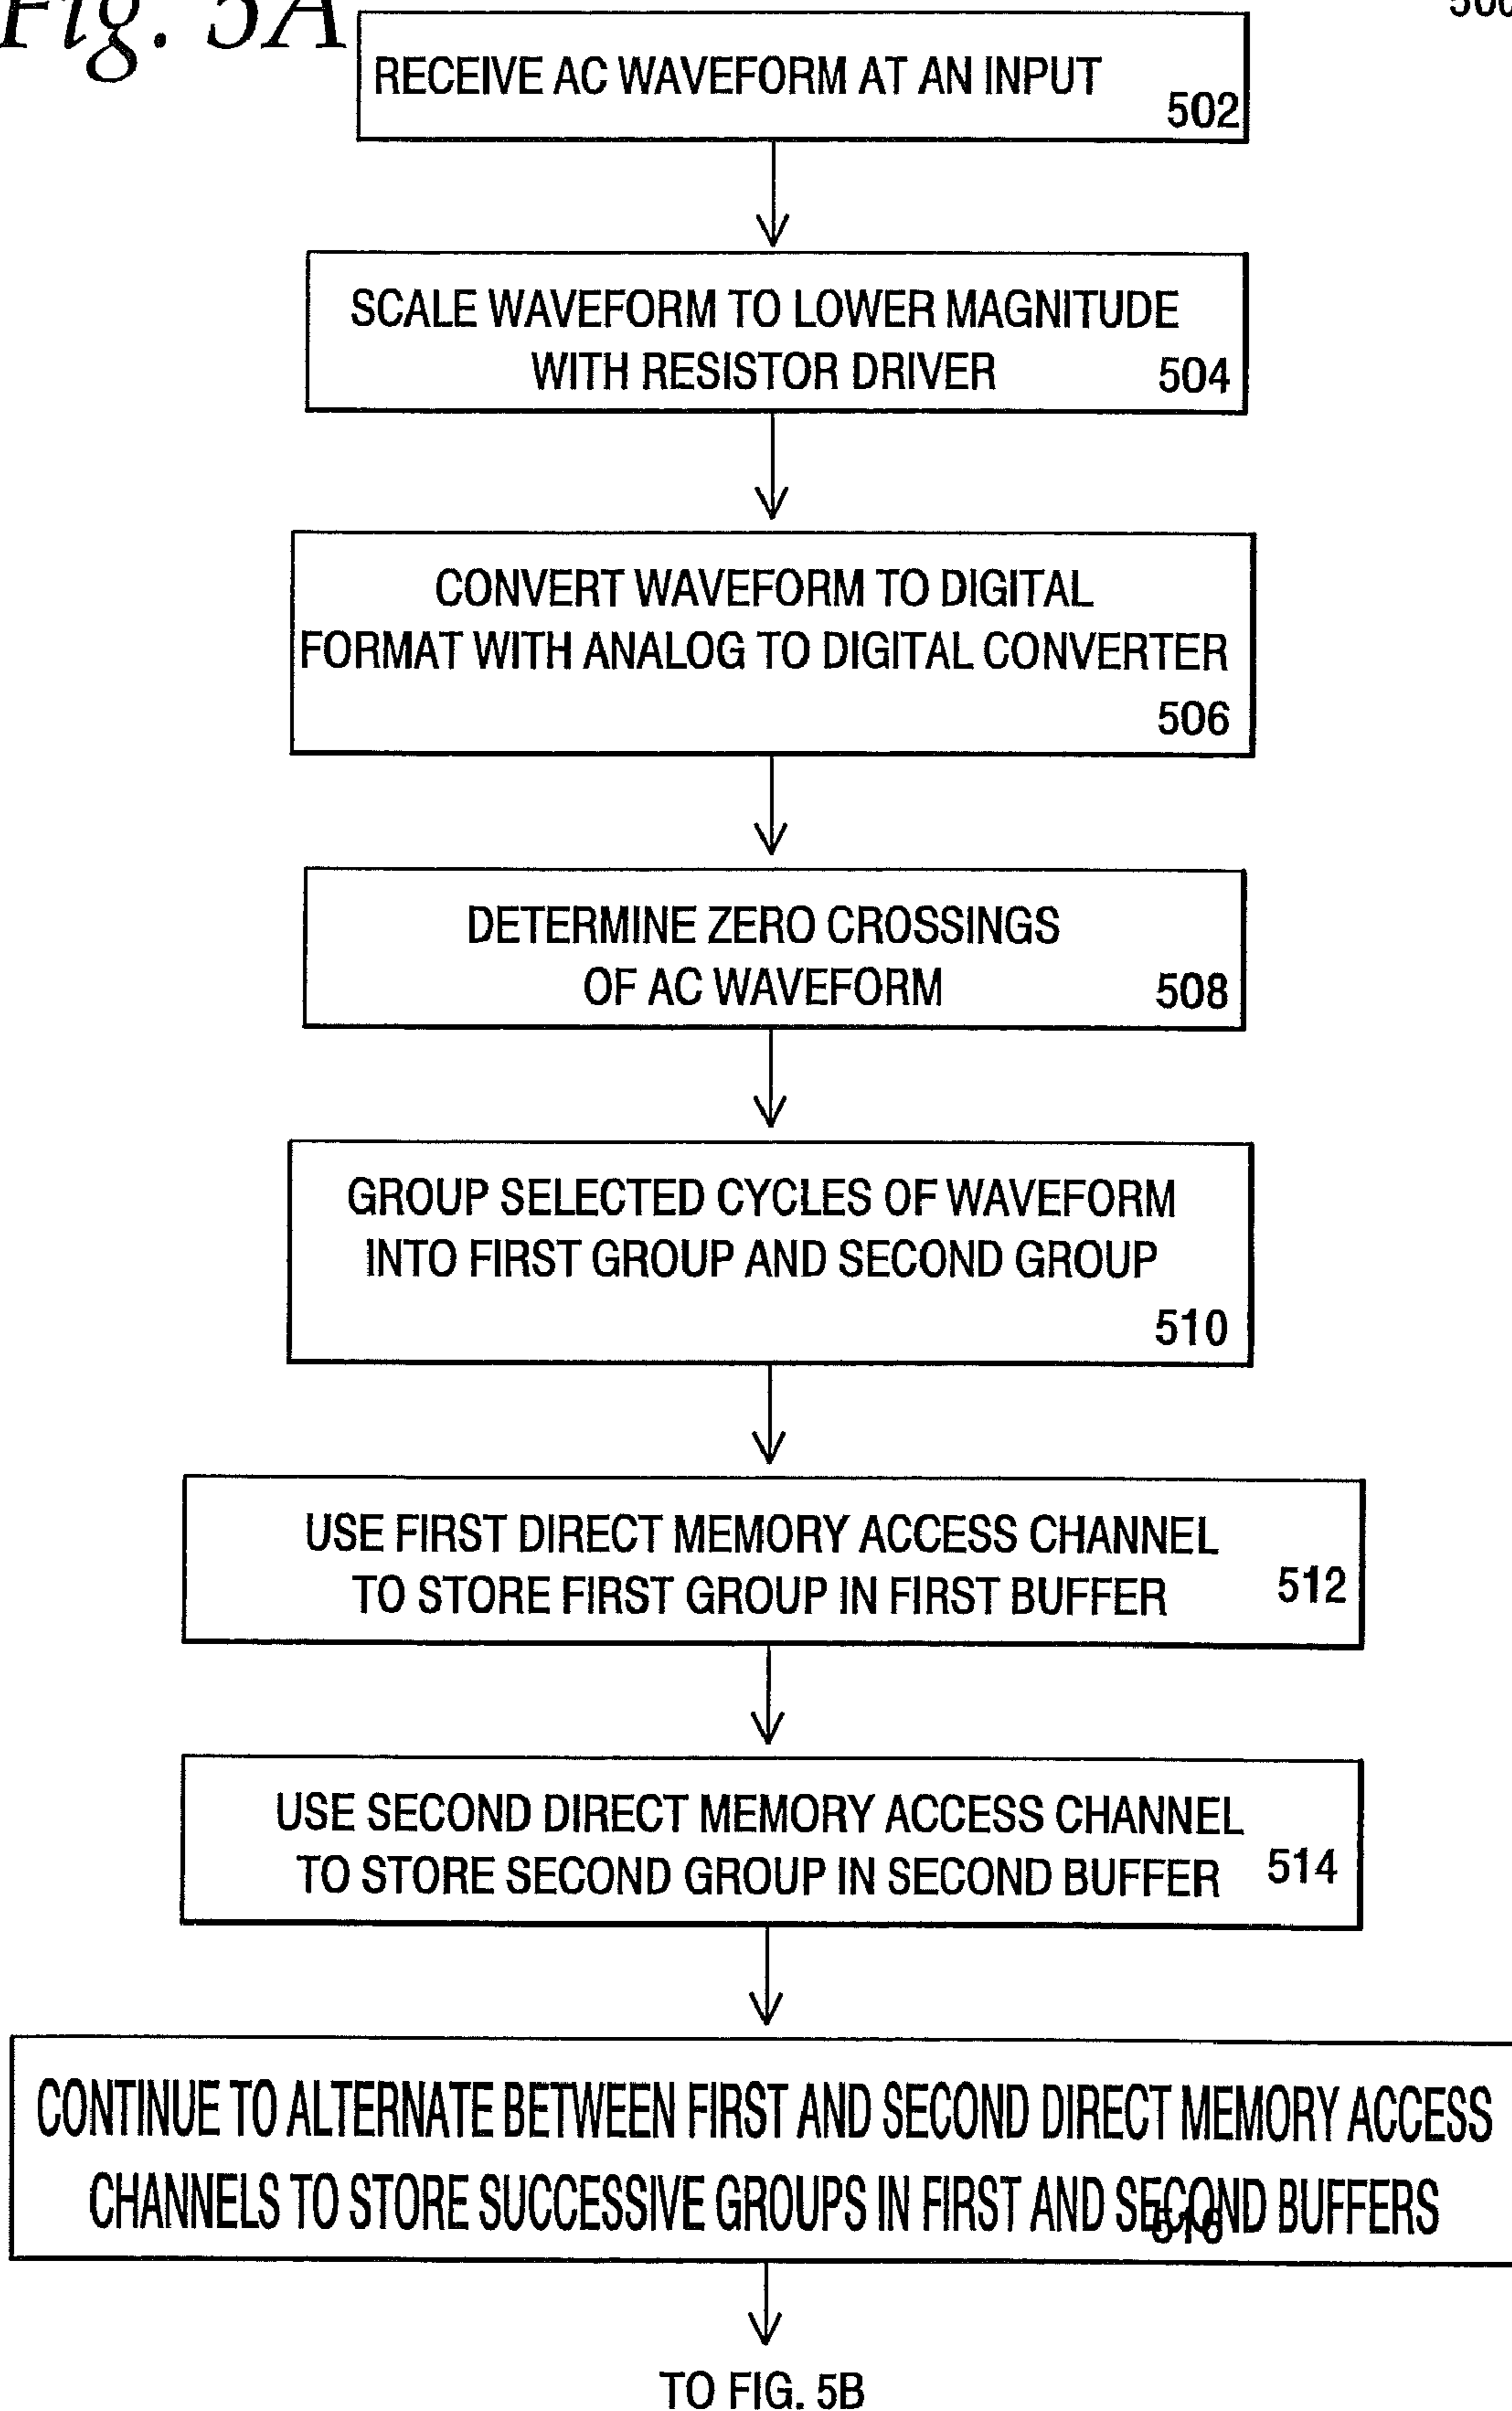 Fig. 5A
500
RECEIVE AC WAVEFORM AT AN INPUT
502
SCALE WAVEFORM TO LOWER MAGNITUDE
WITH RESISTOR DRIVER 504
CONVERT WAVEFORM TO DIGITAL
FORMAT WITH ANALOG TO DIGITAL CONVERTER
506
DETERMINE ZERO CROSSINGS
OF AC WAVEFORM 508
GROUP SELECTED CYCLES OF WAVEFORM
INTO FIRST GROUP AND SECOND GROUP
510
USE FIRST DIRECT MEMORY ACCESS CHANNEL
TO STORE FIRST GROUP IN FIRST BUFFER 512
USE SECOND DIRECT MEMORY ACCESS CHANNEL
TO STORE SECOND GROUP IN SECOND BUFFER 514
CONTINUE TO ALTERNATE BETWEEN FIRST AND SECOND DIRECT MEMORY ACCESS
CHANNELS TO STORE SUCCESSIVE GROUPS IN FIRST AND SECOND BUFFERS
516
TO FIG. 5B